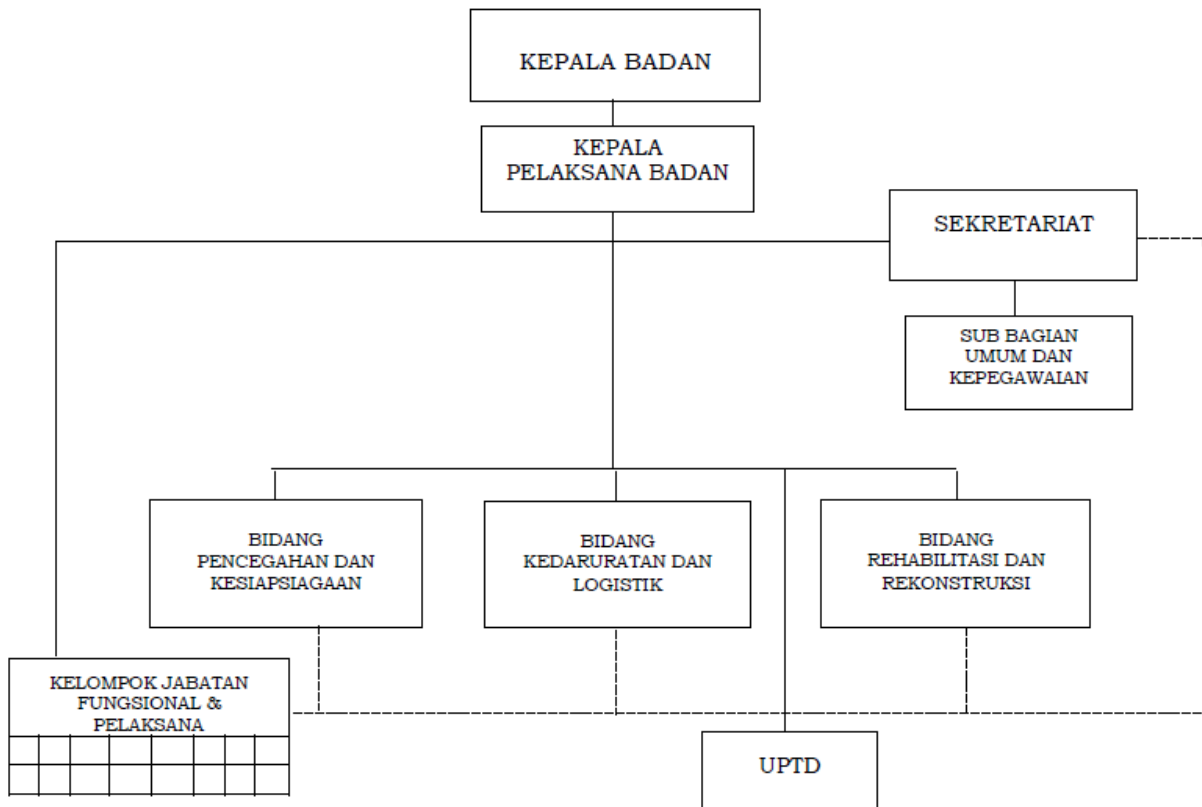 KEPALA BADAN
KEPALA
PELAKSANA BADAN
SEKRETARIAT
SUB BAGIAN
UMUM DAN
KEPEGAWAIAN
BIDANG
PENCEGAHAN DAN
KESIAPSIAGAAN
BIDANG
KEDARURATAN DAN
LOGISTIK
BIDANG
REHABILITASI DAN
REKONSTRUKSI
KELOMPOK JABATAN
FUNGSIONAL &
PELAKSANA
UPTD